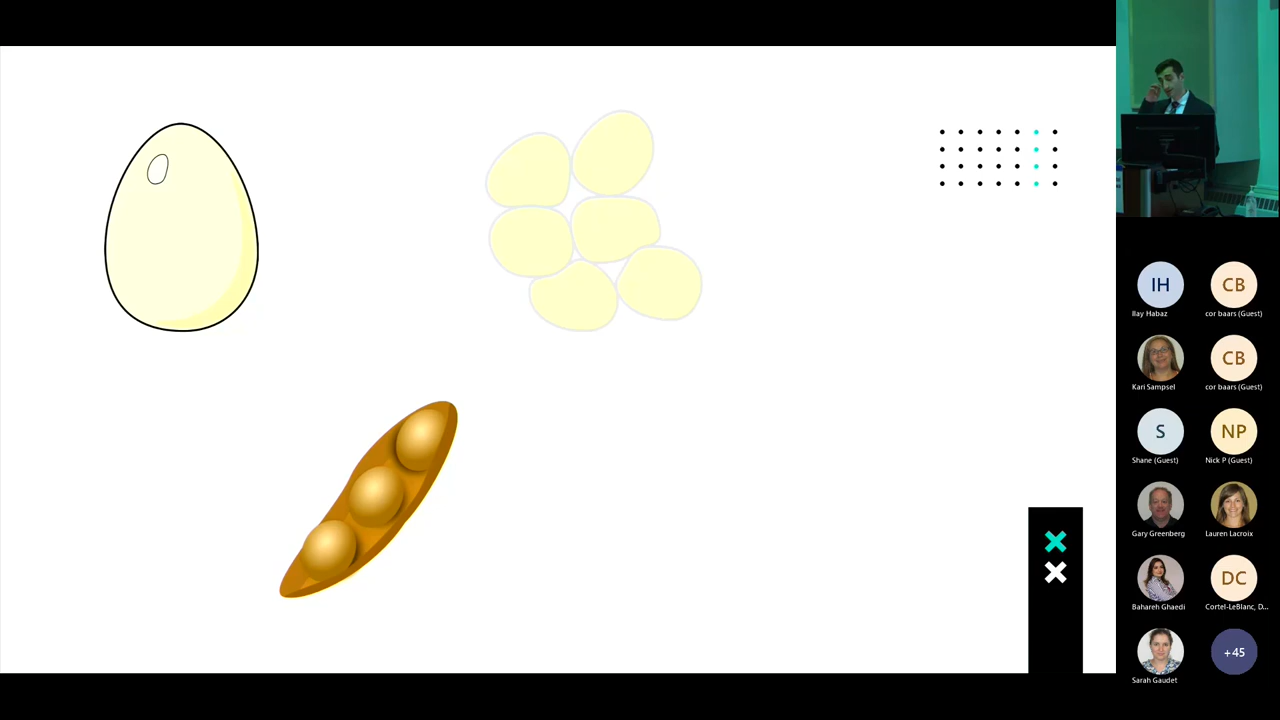 IH
CB
Ilay Habaz
cor baars (Guest)
CB
Kari Sampsel
cor baars (Guest)
S
NP
Shane (Guest)
Nick P (Guest)
Gary Greenberg
Lauren Lacroix
DC
Bahareh Ghaedi
Cortel-LeBlanc, D...
+45
Sarah Gaudet